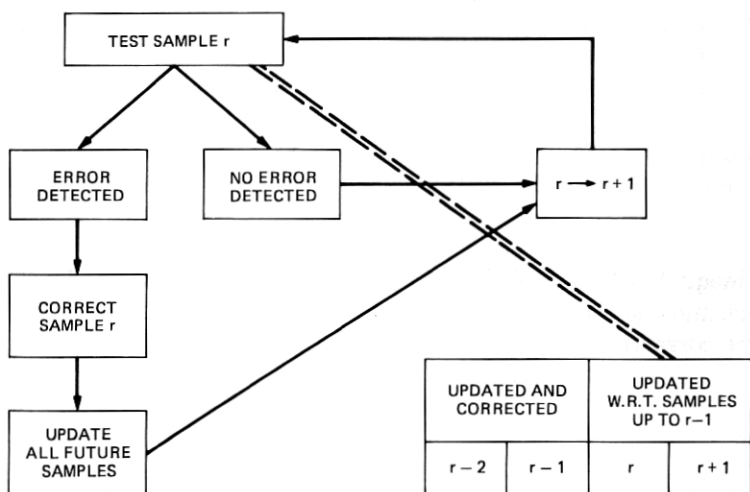 TEST SAMPLE r
ERROR
DETECTED
NO ERROR
DETECTED
r → r + 1
CORRECT
SAMPLE r
UPDATE
ALL FUTURE
SAMPLES
UPDATED AND
CORRECTED
UPDATED
W.R.T. SAMPLES
UP TO r–1
r – 2
r – 1
r
r + 1